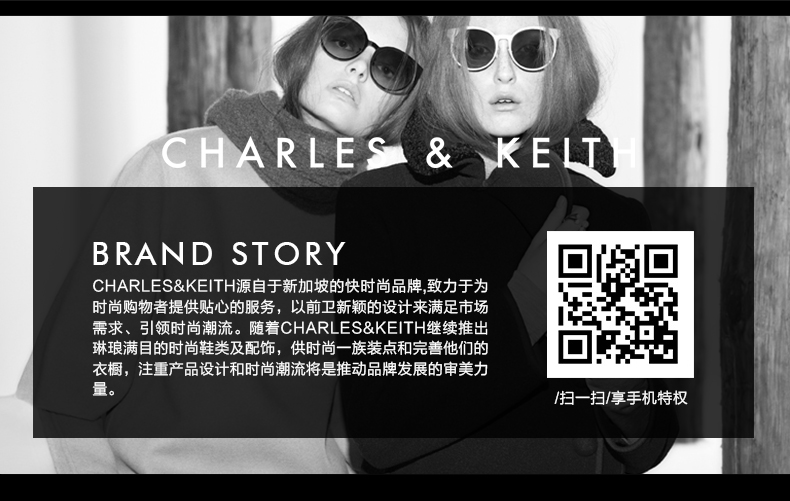 CHARLES & KEITH
BRAND STORY
CHARLES&KEITH源自于新加坡的快时尚品牌,致力于为
时尚购物者提供贴心的服务，以前卫新颖的设计来满足市场
需求、引领时尚潮流。随着CHARLES&KEITH继续推出
琳琅满目的时尚鞋类及配饰，供时尚一族装点和完善他们的
衣橱，注重产品设计和时尚潮流将是推动品牌发展的审美力
量。
/扫一扫/享手机特权